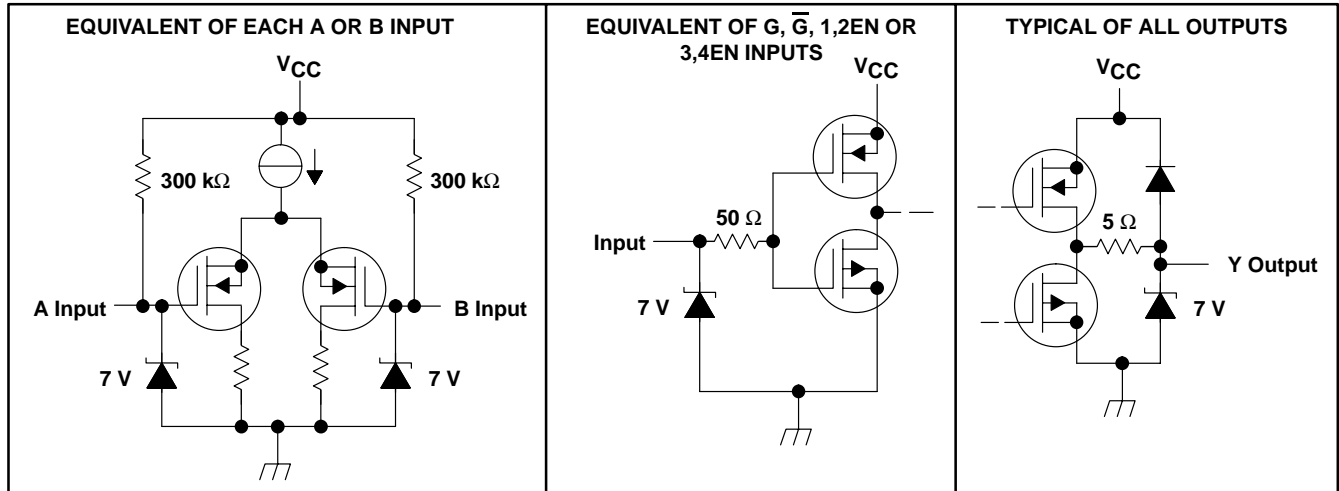 EQUIVALENT OF EACH A OR B INPUT
VCC
300 kΩ
300 kΩ
A Input
B Input
7 V
7 V
EQUIVALENT OF G, G̅, 1,2EN OR
3,4EN INPUTS
VCC
50 Ω
Input
7 V
TYPICAL OF ALL OUTPUTS
VCC
5 Ω
Y Output
7 V